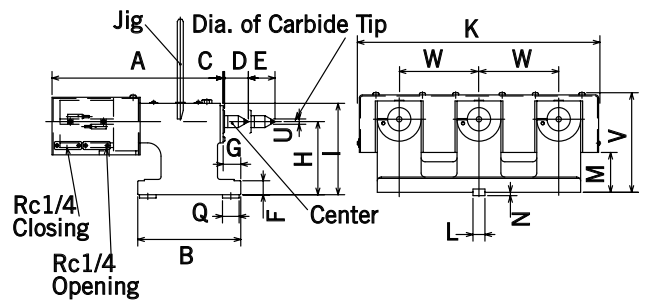 Jig
Dia. of Carbide Tip
K
A
C
D
E
W
W
U
G
H
I
V
M
Rc1/4
Closing
Q
F
Center
N
L
B
Rc1/4
Opening